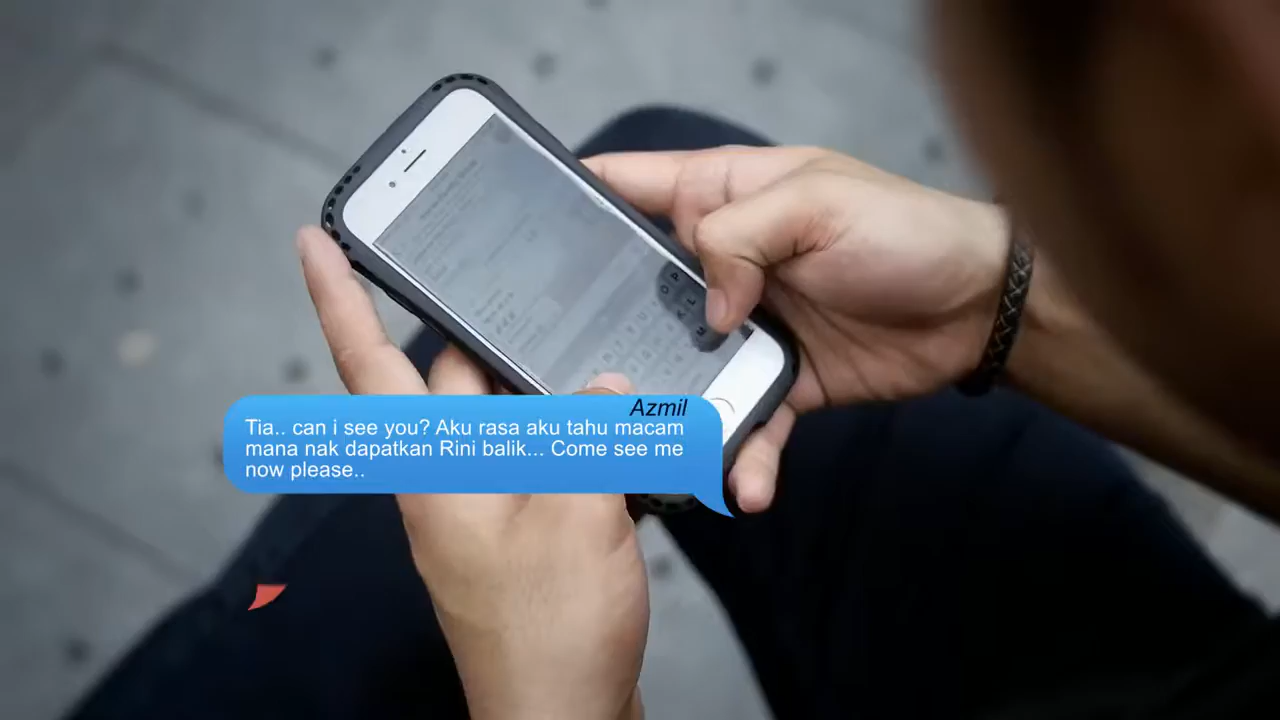 Azmil
Tia.. can i see you? Aku rasa aku tahu macam
mana nak dapatkan Rini balik... Come see me
now please..
O P
K L
M